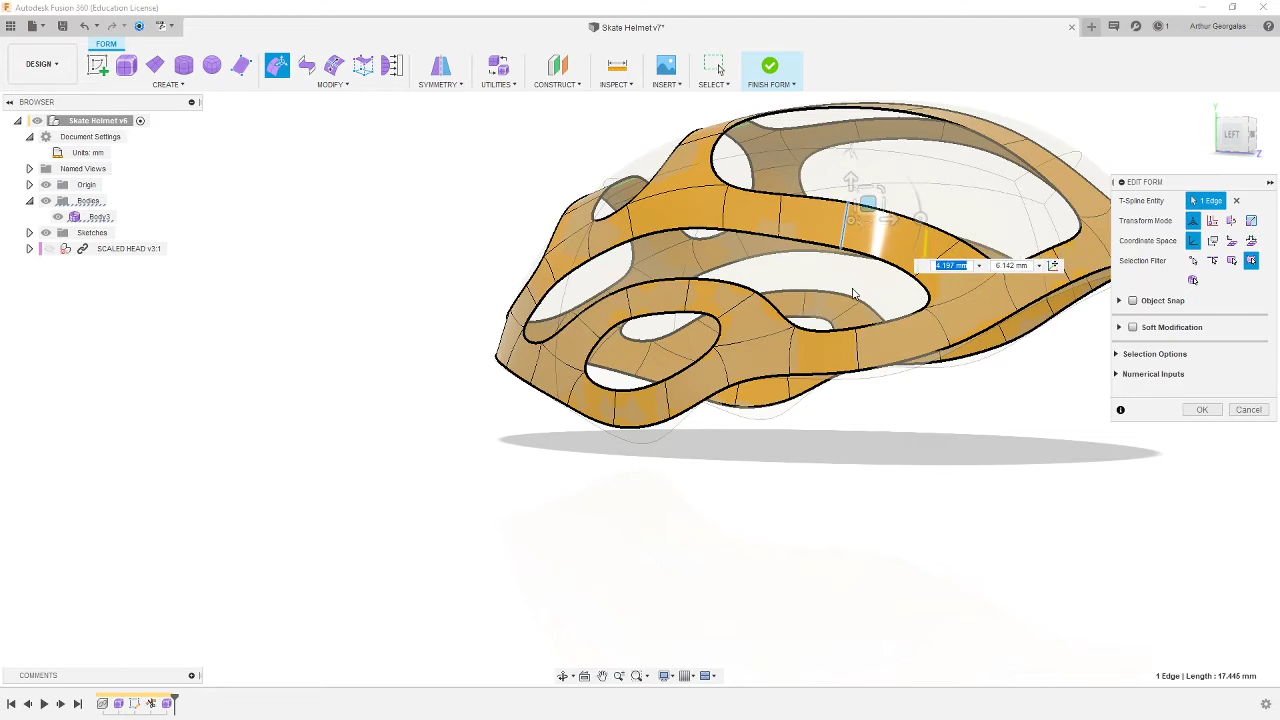 Autodesk Fusion 360 (Education License)
Skate Helmet v7*
Arthur Georgalas
1
FORM
DESIGN
CREATE
MODIFY
SYMMETRY
UTILITIES
CONSTRUCT
INSPECT
INSERT
SELECT
FINISH FORM
BROWSER
Skate Helmet v6
Document Settings
Units: mm
Named Views
Origin
Bodies
Body3
Sketches
SCALED HEAD v3:1
Y
LEFT
Z
EDIT FORM
T-Spline Entity
1 Edge
Transform Mode
Coordinate Space
Selection Filter
Object Snap
Soft Modification
Selection Options
Numerical Inputs
OK
Cancel
4.197 mm
6.142 mm
COMMENTS
1 Edge | Length : 17.445 mm